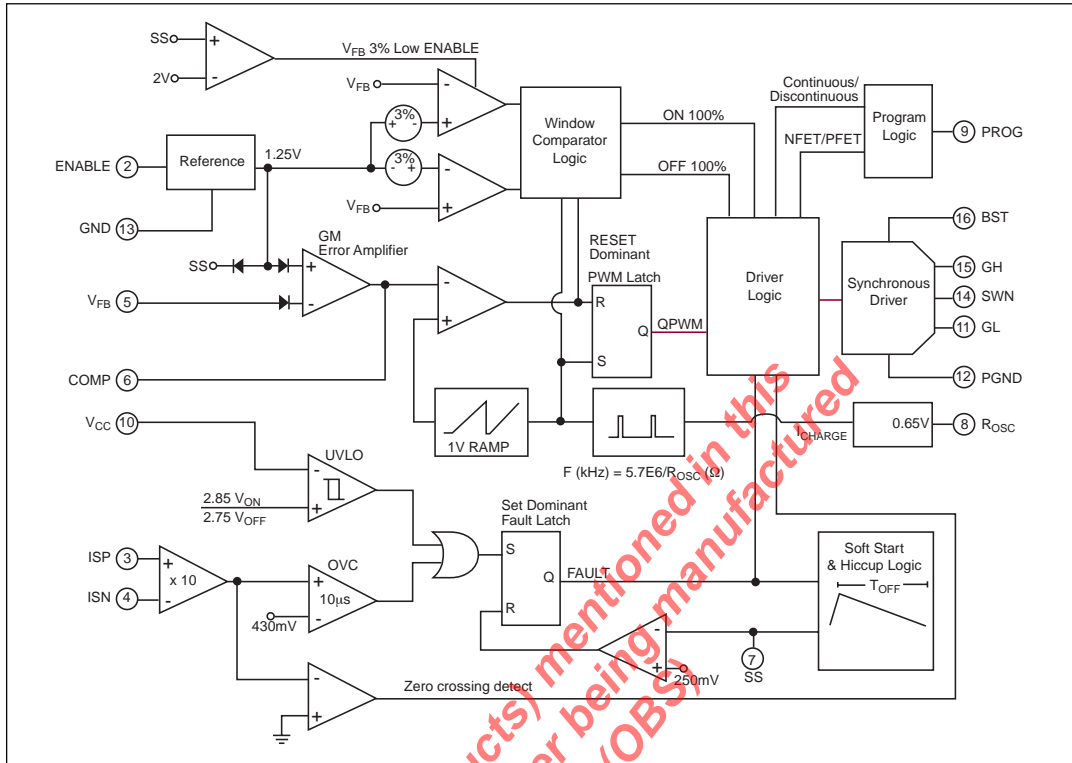 SS
+
-
2V
VFB 3% Low ENABLE
VFB
-
+
3%
+ -
Window
Comparator
Logic
ON 100%
OFF 100%
Continuous/
Discontinuous
NFET/PFET
Program
Logic
9 PROG
ENABLE 2
Reference
1.25V
3%
- +
-
+
VFB
GND 13
SS
GM
Error Amplifier
+
-
VFB 5
-
+
RESET
Dominant
PWM Latch
R
Q
S
QPWM
Driver
Logic
Synchronous
Driver
16 BST
15 GH
14 SWN
11 GL
12 PGND
COMP 6
VCC 10
1V RAMP
F (kHz) = 5.7E6/ROSC (Ω)
ICHARGE
0.65V
8 ROSC
UVLO
-
+
2.85 VON
2.75 VOFF
Set Dominant
Fault Latch
S
Q
R
FAULT
ISP 3
ISN 4
+
-
x 10
OVC
+
10µs
-
430mV
Soft Start
& Hiccup Logic
TOFF
-
+
250mV
7
SS
-
+
Zero crossing detect
ucts) mentioned in this
er being manufactured
(OBS)